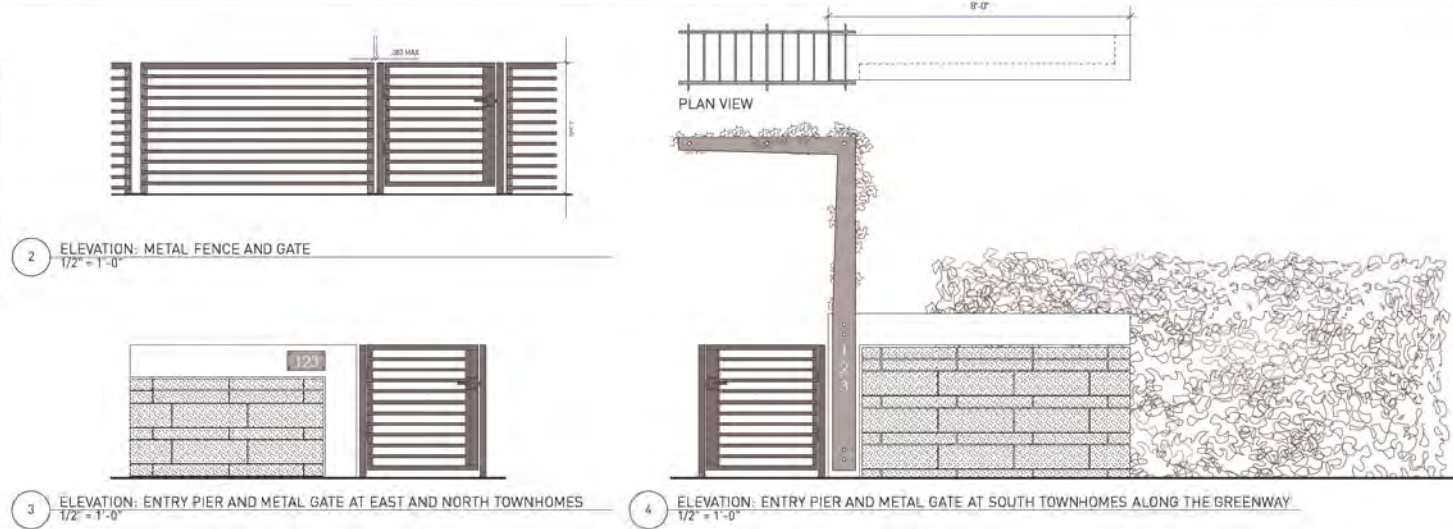 8'-0"
PLAN VIEW
2
ELEVATION: METAL FENCE AND GATE
1/2" = 1'-0"
123
1
2
3
3
ELEVATION: ENTRY PIER AND METAL GATE AT EAST AND NORTH TOWNHOMES
1/2" = 1'-0"
4
ELEVATION: ENTRY PIER AND METAL GATE AT SOUTH TOWNHOMES ALONG THE GREENWAY
1/2" = 1'-0"